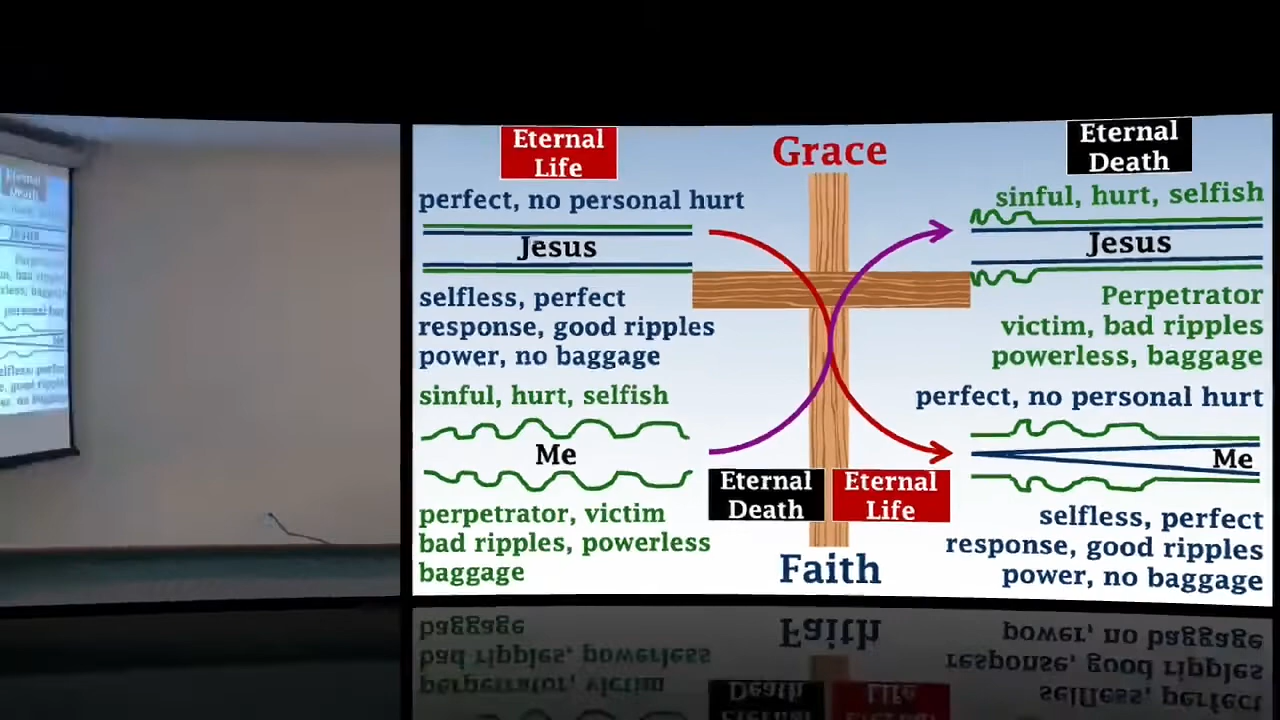 Eternal
Life
perfect, no personal hurt
Jesus
selfless, perfect
response, good ripples
power, no baggage
sinful, hurt, selfish
Me
perpetrator, victim
bad ripples, powerless
baggage
Grace
Eternal
Death
Eternal
Life
Faith
Eternal
Death
sinful, hurt, selfish
Jesus
Perpetrator
victim, bad ripples
powerless, baggage
perfect, no personal hurt
Me
selfless, perfect
response, good ripples
power, no baggage